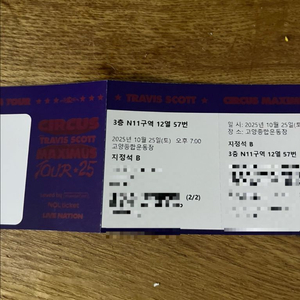 TOUR
CIRCUS
TRAVIS SCOTT
MAXIMUS
TOUR 25
LIVE NATION
TRAVIS SCOTT
3층 N11구역 12열 57번
2025년 10월 25일(토) 오후 7:00
고양종합운동장
지정석 B
(2/2)
CIRCUS MAXIMUS
일 시 : 2025년 10월 25일(토)
장 소 : 고양종합운동장
지정석 B
3층 N11구역 12열 57번